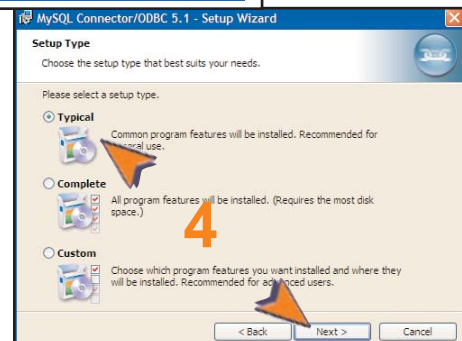 MySQL Connector/ODBC 5.1 - Setup Wizard
Setup Type
Choose the setup type that best suits your needs.
Please select a setup type.
Typical
Common program features will be installed. Recommended for
general use.
Complete
All program features will be installed. (Requires the most disk
space.)
4
Custom
Choose which program features you want installed and where they
will be installed. Recommended for advanced users.
< Back
Next >
Cancel